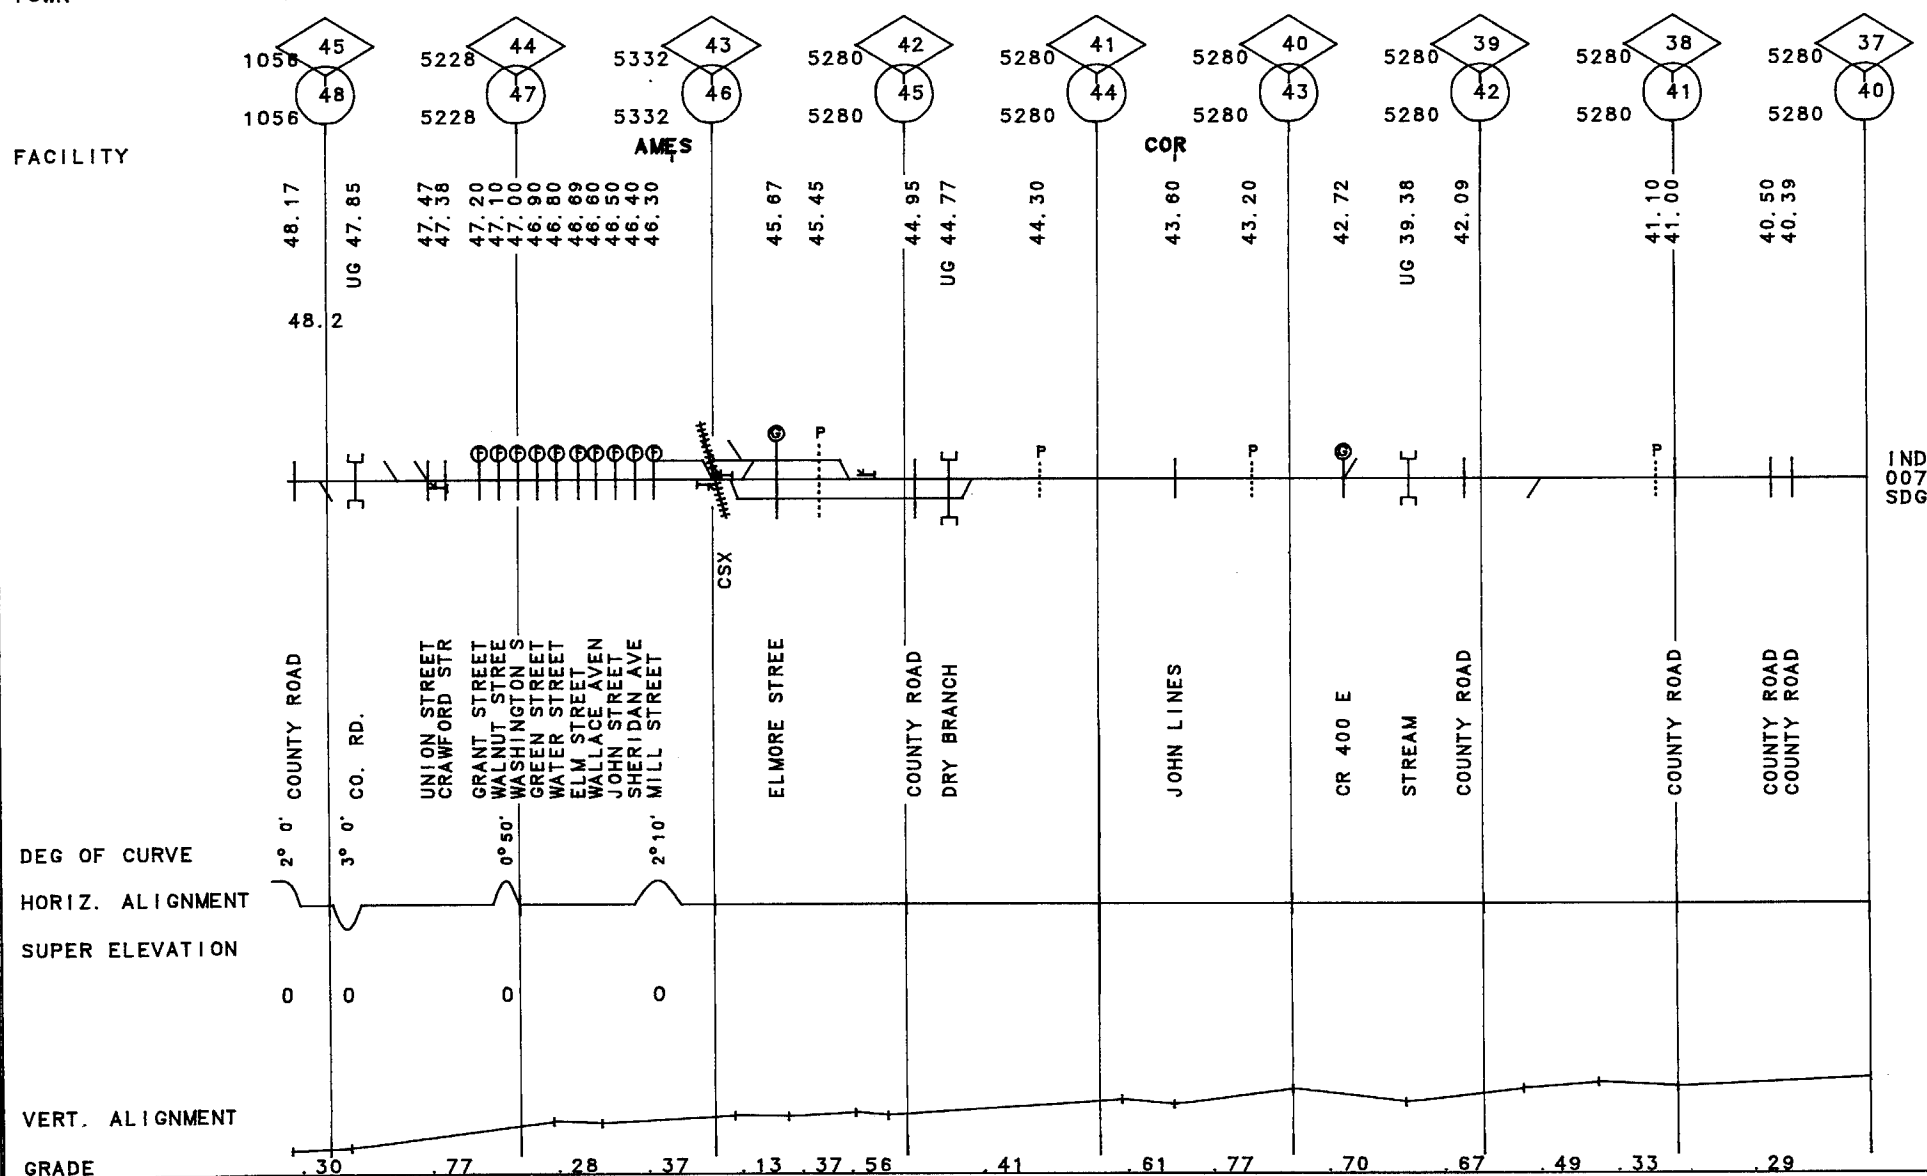 45 44 43 42 41 40 39 38 37
1056 5228 5332 5280 5280 5280 5280 5280 5280
48 47 46 45 44 43 42 41 40
1056 5228 5332 5280 5280 5280 5280 5280 5280
AMES COR
FACILITY
48.17
UG 47.85
47.47
47.38
47.20
47.10
47.00
46.90
46.80
46.69
46.60
46.50
46.40
46.30
45.67
45.45
44.95
UG 44.77
44.30
43.60
43.20
42.72
UG 39.38
42.09
41.10
41.00
40.50
40.39
48.2
F F F F F F F F F F G P P P G P
IND
007
SDG
CSX
COUNTY ROAD
CO. RD.
UNION STREET
CRAWFORD STR
GRANT STREET
WALNUT STREE
WASHINGTON S
GREEN STREET
WATER STREET
ELM STREET
WALLACE AVEN
JOHN STREET
SHERIDAN AVE
MILL STREET
ELMORE STREE
COUNTY ROAD
DRY BRANCH
JOHN LINES
CR 400 E
STREAM
COUNTY ROAD
COUNTY ROAD
COUNTY ROAD
COUNTY ROAD
DEG OF CURVE 2° 0' 3° 0' 0°50' 2°10'
HORIZ. ALIGNMENT
SUPER ELEVATION
0 0 0 0
VERT. ALIGNMENT
GRADE .30 .77 .28 .37 .13 .37 .56 .41 .61 .77 .70 .67 .49 .33 .29